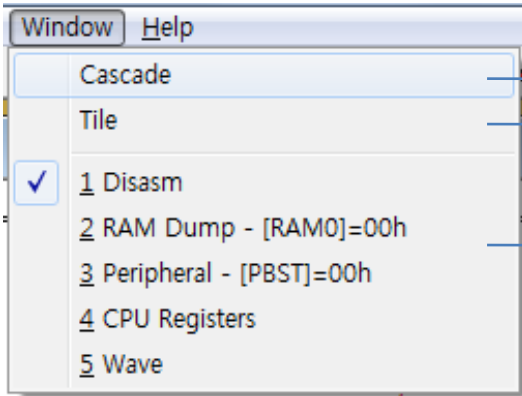 Window Help
Cascade
Tile
1 Disasm
2 RAM Dump - [RAM0]=00h
3 Peripheral - [PBST]=00h
4 CPU Registers
5 Wave